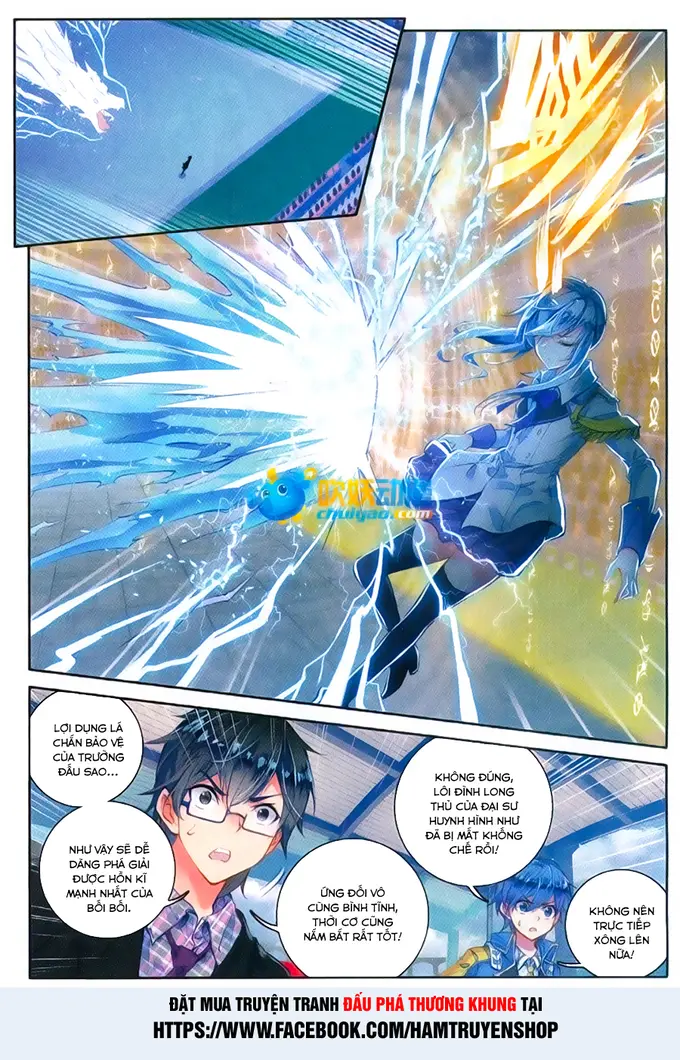 吹妖动漫
chuiyao.com
LỢI DỤNG LÁ
CHẮN BẢO VỆ
CỦA TRƯỜNG
ĐẤU SAO...
NHƯ VẬY SẼ DỄ
DÀNG PHÁ GIẢI
ĐƯỢC HỒN KĨ
MẠNH NHẤT CỦA
BỐI BỐI.
KHÔNG ĐÚNG,
LÔI ĐÌNH LONG
THỦ CỦA ĐẠI SƯ
HUYNH HÌNH NHƯ
ĐÃ BỊ MẤT KHỐNG
CHẾ RỒI!
ỨNG ĐỐI VÔ
CÙNG BÌNH TĨNH,
THỜI CƠ CŨNG
NẮM BẮT RẤT TỐT!
KHÔNG NÊN
TRỰC TIẾP
XÔNG LÊN
NỮA!
ĐẶT MUA TRUYỆN TRANH ĐẤU PHÁ THƯƠNG KHUNG TẠI
HTTPS://WWW.FACEBOOK.COM/HAMTRUYENSHOP